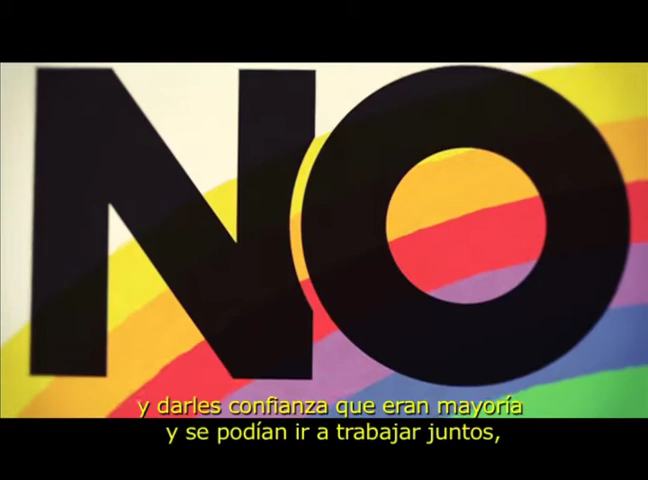 NO
y darles confianza que eran mayoría
y se podían ir a trabajar juntos,